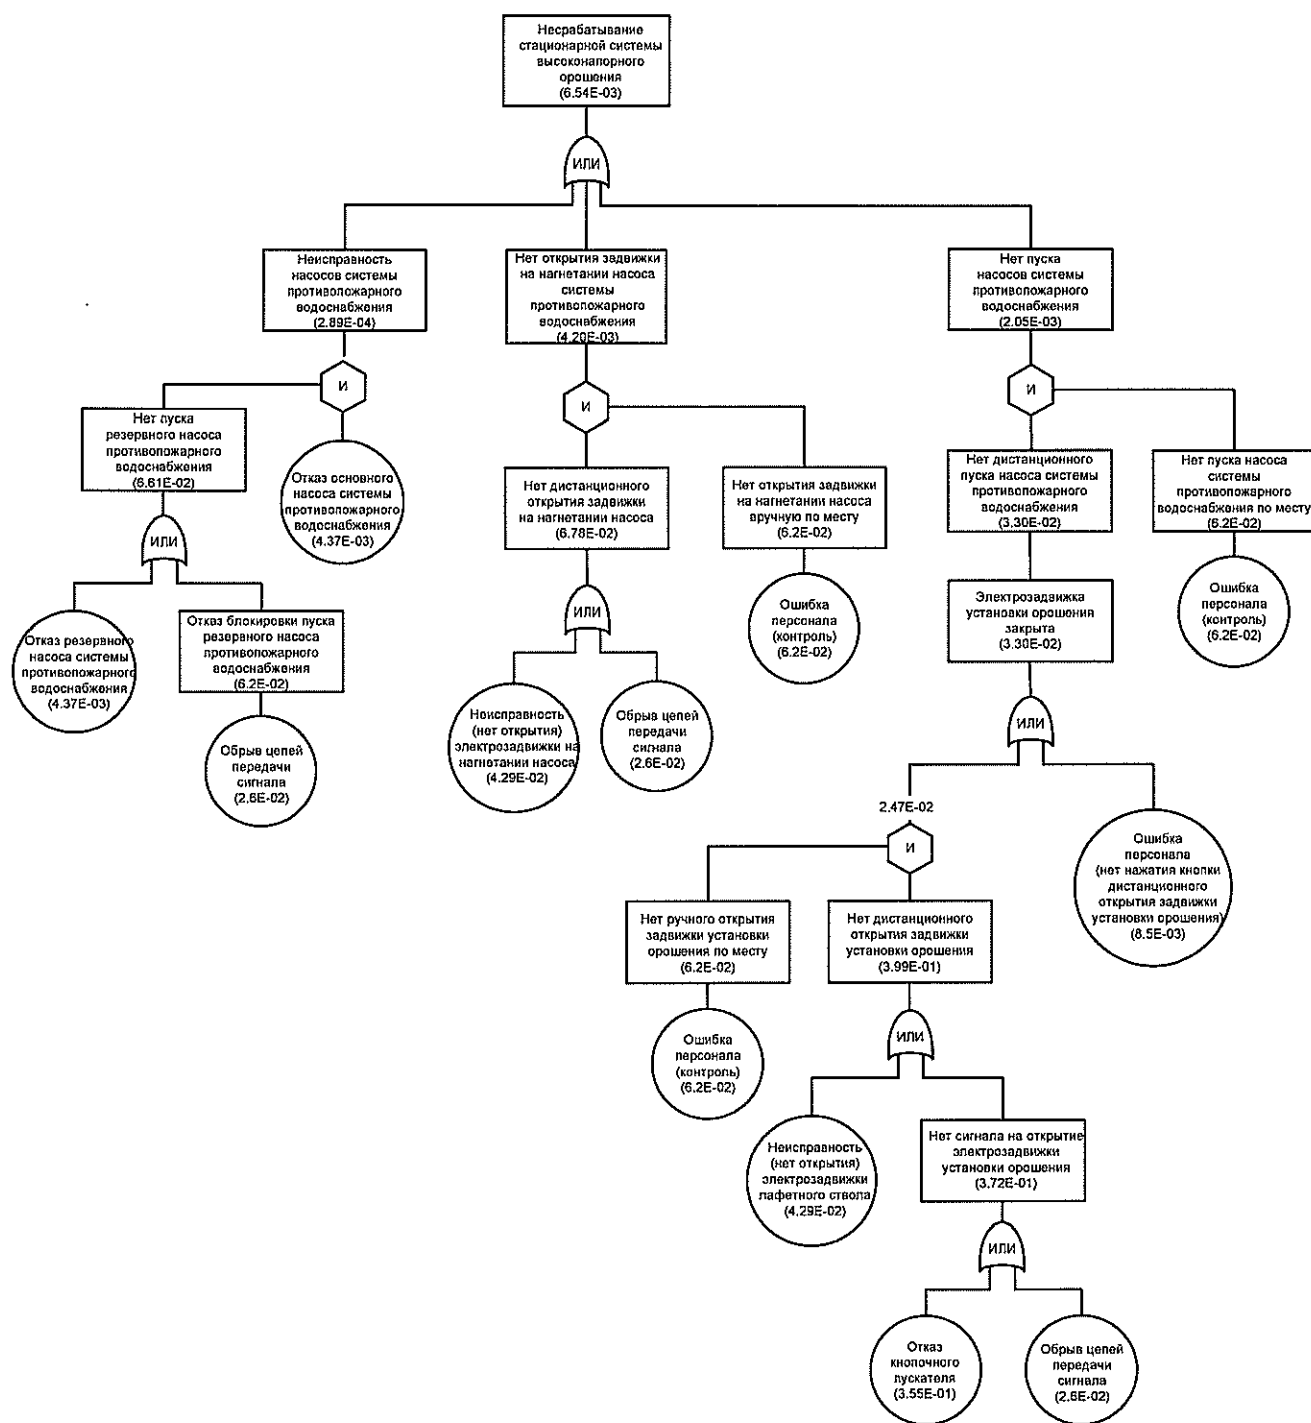 Несрабатывание
стационарной системы
высоконапорного
орошения
(6.54E-03)
ИЛИ
Неисправность
насосов системы
противопожарного
водоснабжения
(2.89E-04)
Нет открытия задвижки
на нагнетании насоса
системы
противопожарного
водоснабжения
(4.20E-03)
Нет пуска
насосов системы
противопожарного
водоснабжения
(2.05E-03)
И
И
И
Нет пуска
резервного насоса
противопожарного
водоснабжения
(6.61E-02)
Отказ основного
насоса системы
противопожарного
водоснабжения
(4.37E-03)
Нет дистанционного
открытия задвижки
на нагнетании насоса
(6.78E-02)
Нет открытия задвижки
на нагнетании насоса
вручную по месту
(6.2E-02)
Нет дистанционного
пуска насоса системы
противопожарного
водоснабжения
(3.30E-02)
Нет пуска насоса
системы
противопожарного
водоснабжения по месту
(6.2E-02)
ИЛИ
ИЛИ
Ошибка
персонала
(контроль)
(6.2E-02)
Электрозадвижка
установки орошения
закрыта
(3.30E-02)
Ошибка
персонала
(контроль)
(6.2E-02)
Отказ резервного
насоса системы
противопожарного
водоснабжения
(4.37E-03)
Отказ блокировки пуска
резервного насоса
противопожарного
водоснабжения
(6.2E-02)
Неисправность
(нет открытия)
электрозадвижки на
нагнетании насоса
(4.29E-02)
Обрыв цепей
передачи
сигнала
(2.6E-02)
ИЛИ
Обрыв цепей
передачи
сигнала
(2.6E-02)
2.47E-02
И
Ошибка
персонала
(нет нажатия кнопки
дистанционного
открытия задвижки
установки орошения)
(8.5E-03)
Нет ручного открытия
задвижки установки
орошения по месту
(6.2E-02)
Нет дистанционного
открытия задвижки
установки орошения
(3.99E-01)
Ошибка
персонала
(контроль)
(6.2E-02)
ИЛИ
Неисправность
(нет открытия)
электрозадвижки
лафетного ствола
(4.29E-02)
Нет сигнала на открытие
электрозадвижки
установки орошения
(3.72E-01)
ИЛИ
Отказ
кнопочного
пускателя
(3.55E-01)
Обрыв цепей
передачи
сигнала
(2.6E-02)